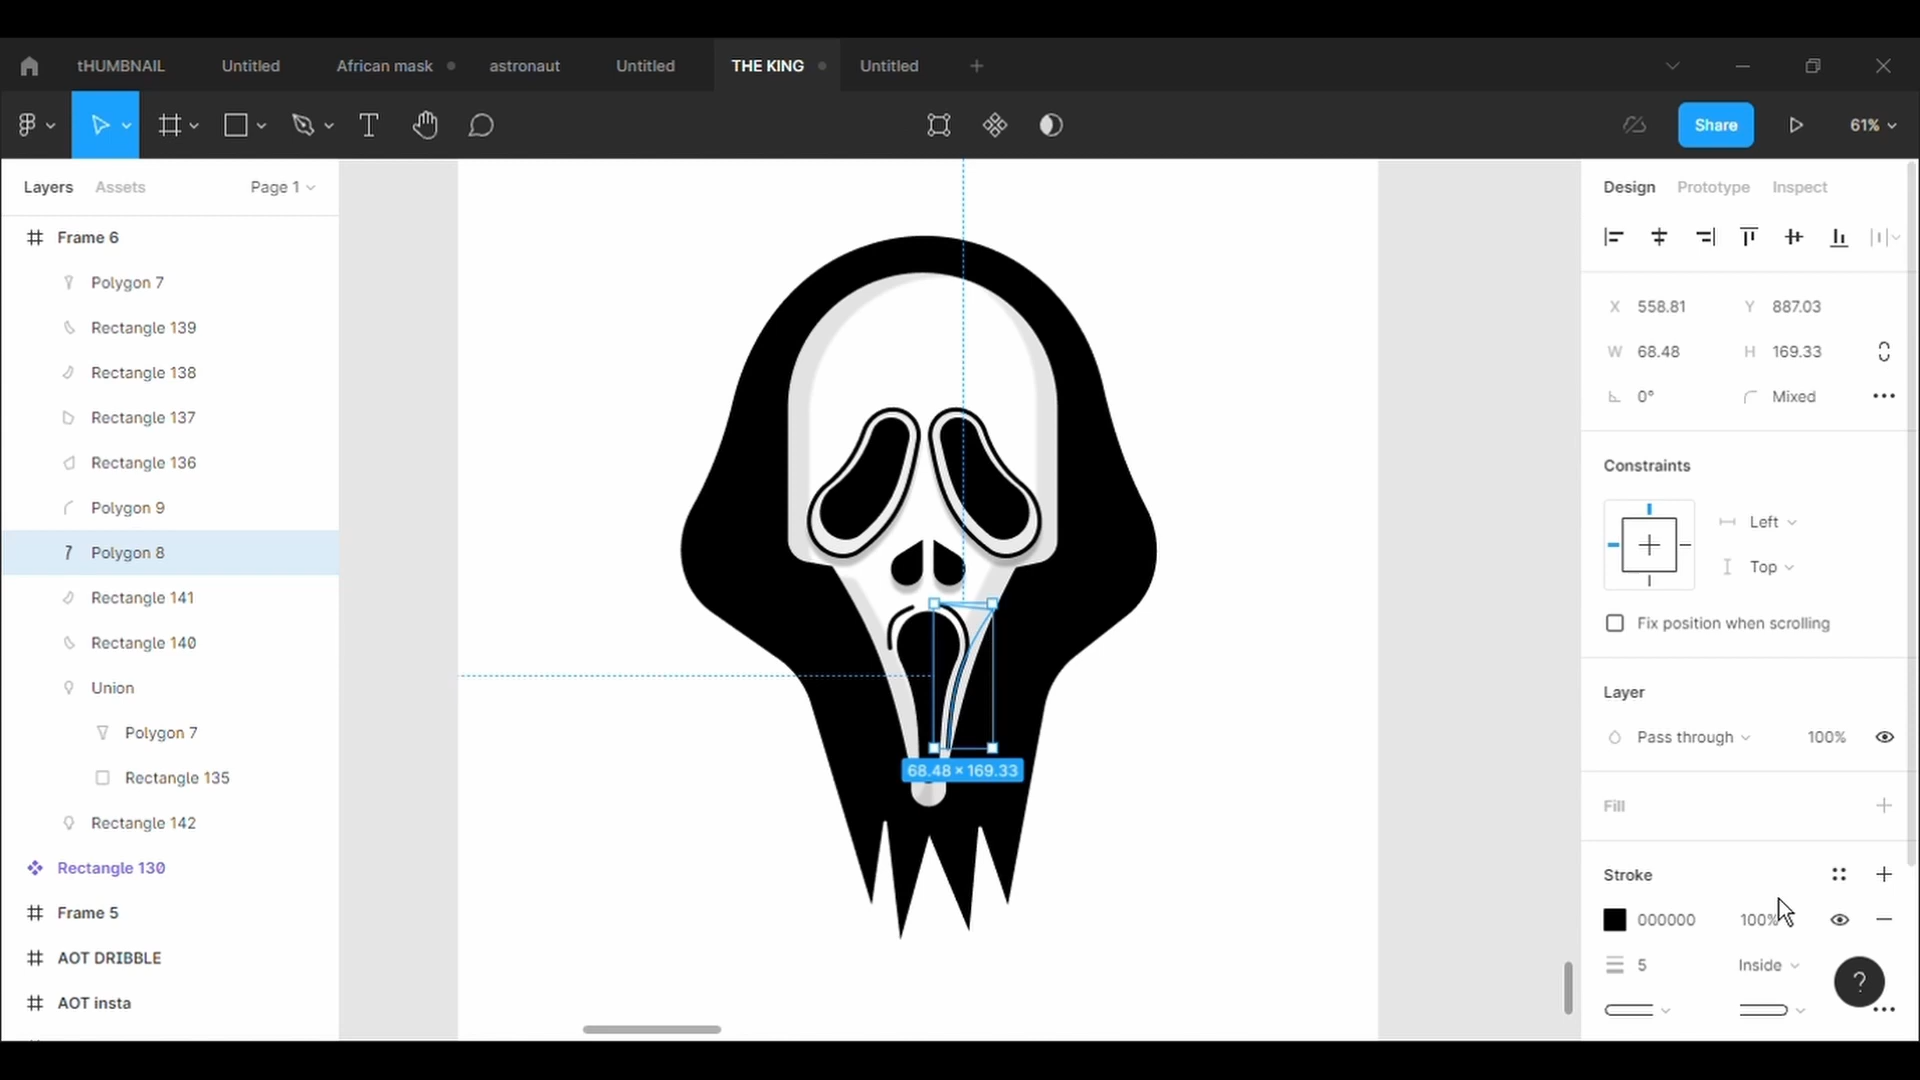 tHUMBNAIL Untitled African mask astronaut Untitled THE KING Untitled
Share 61%
Layers Assets Page 1
Design Prototype Inspect
Frame 6
Polygon 7
Rectangle 139
Rectangle 138
Rectangle 137
Rectangle 136
Polygon 9
Polygon 8
Rectangle 141
Rectangle 140
Union
Polygon 7
Rectangle 135
Rectangle 142
Rectangle 130
Frame 5
AOT DRIBBLE
AOT insta
68.48 × 169.33
X 558.81 Y 887.03
W 68.48 H 169.33
0° Mixed
Constraints
Left
Top
Fix position when scrolling
Layer
Pass through 100%
Fill
Stroke
000000 100%
5 Inside
?